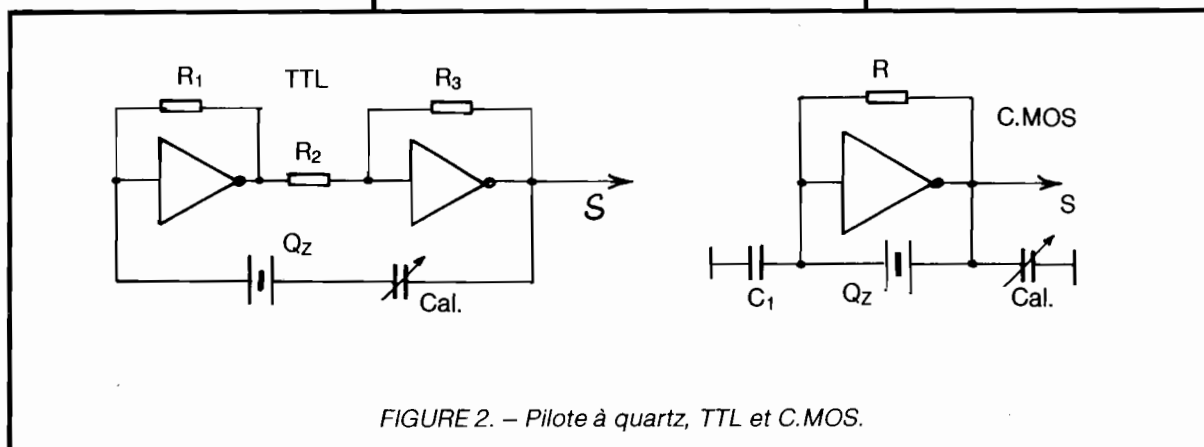 R₁ TTL R₃
R₂
S
Qz
Cal.
R
C.MOS
S
C₁ Qz Cal.
FIGURE 2. – Pilote à quartz, TTL et C.MOS.